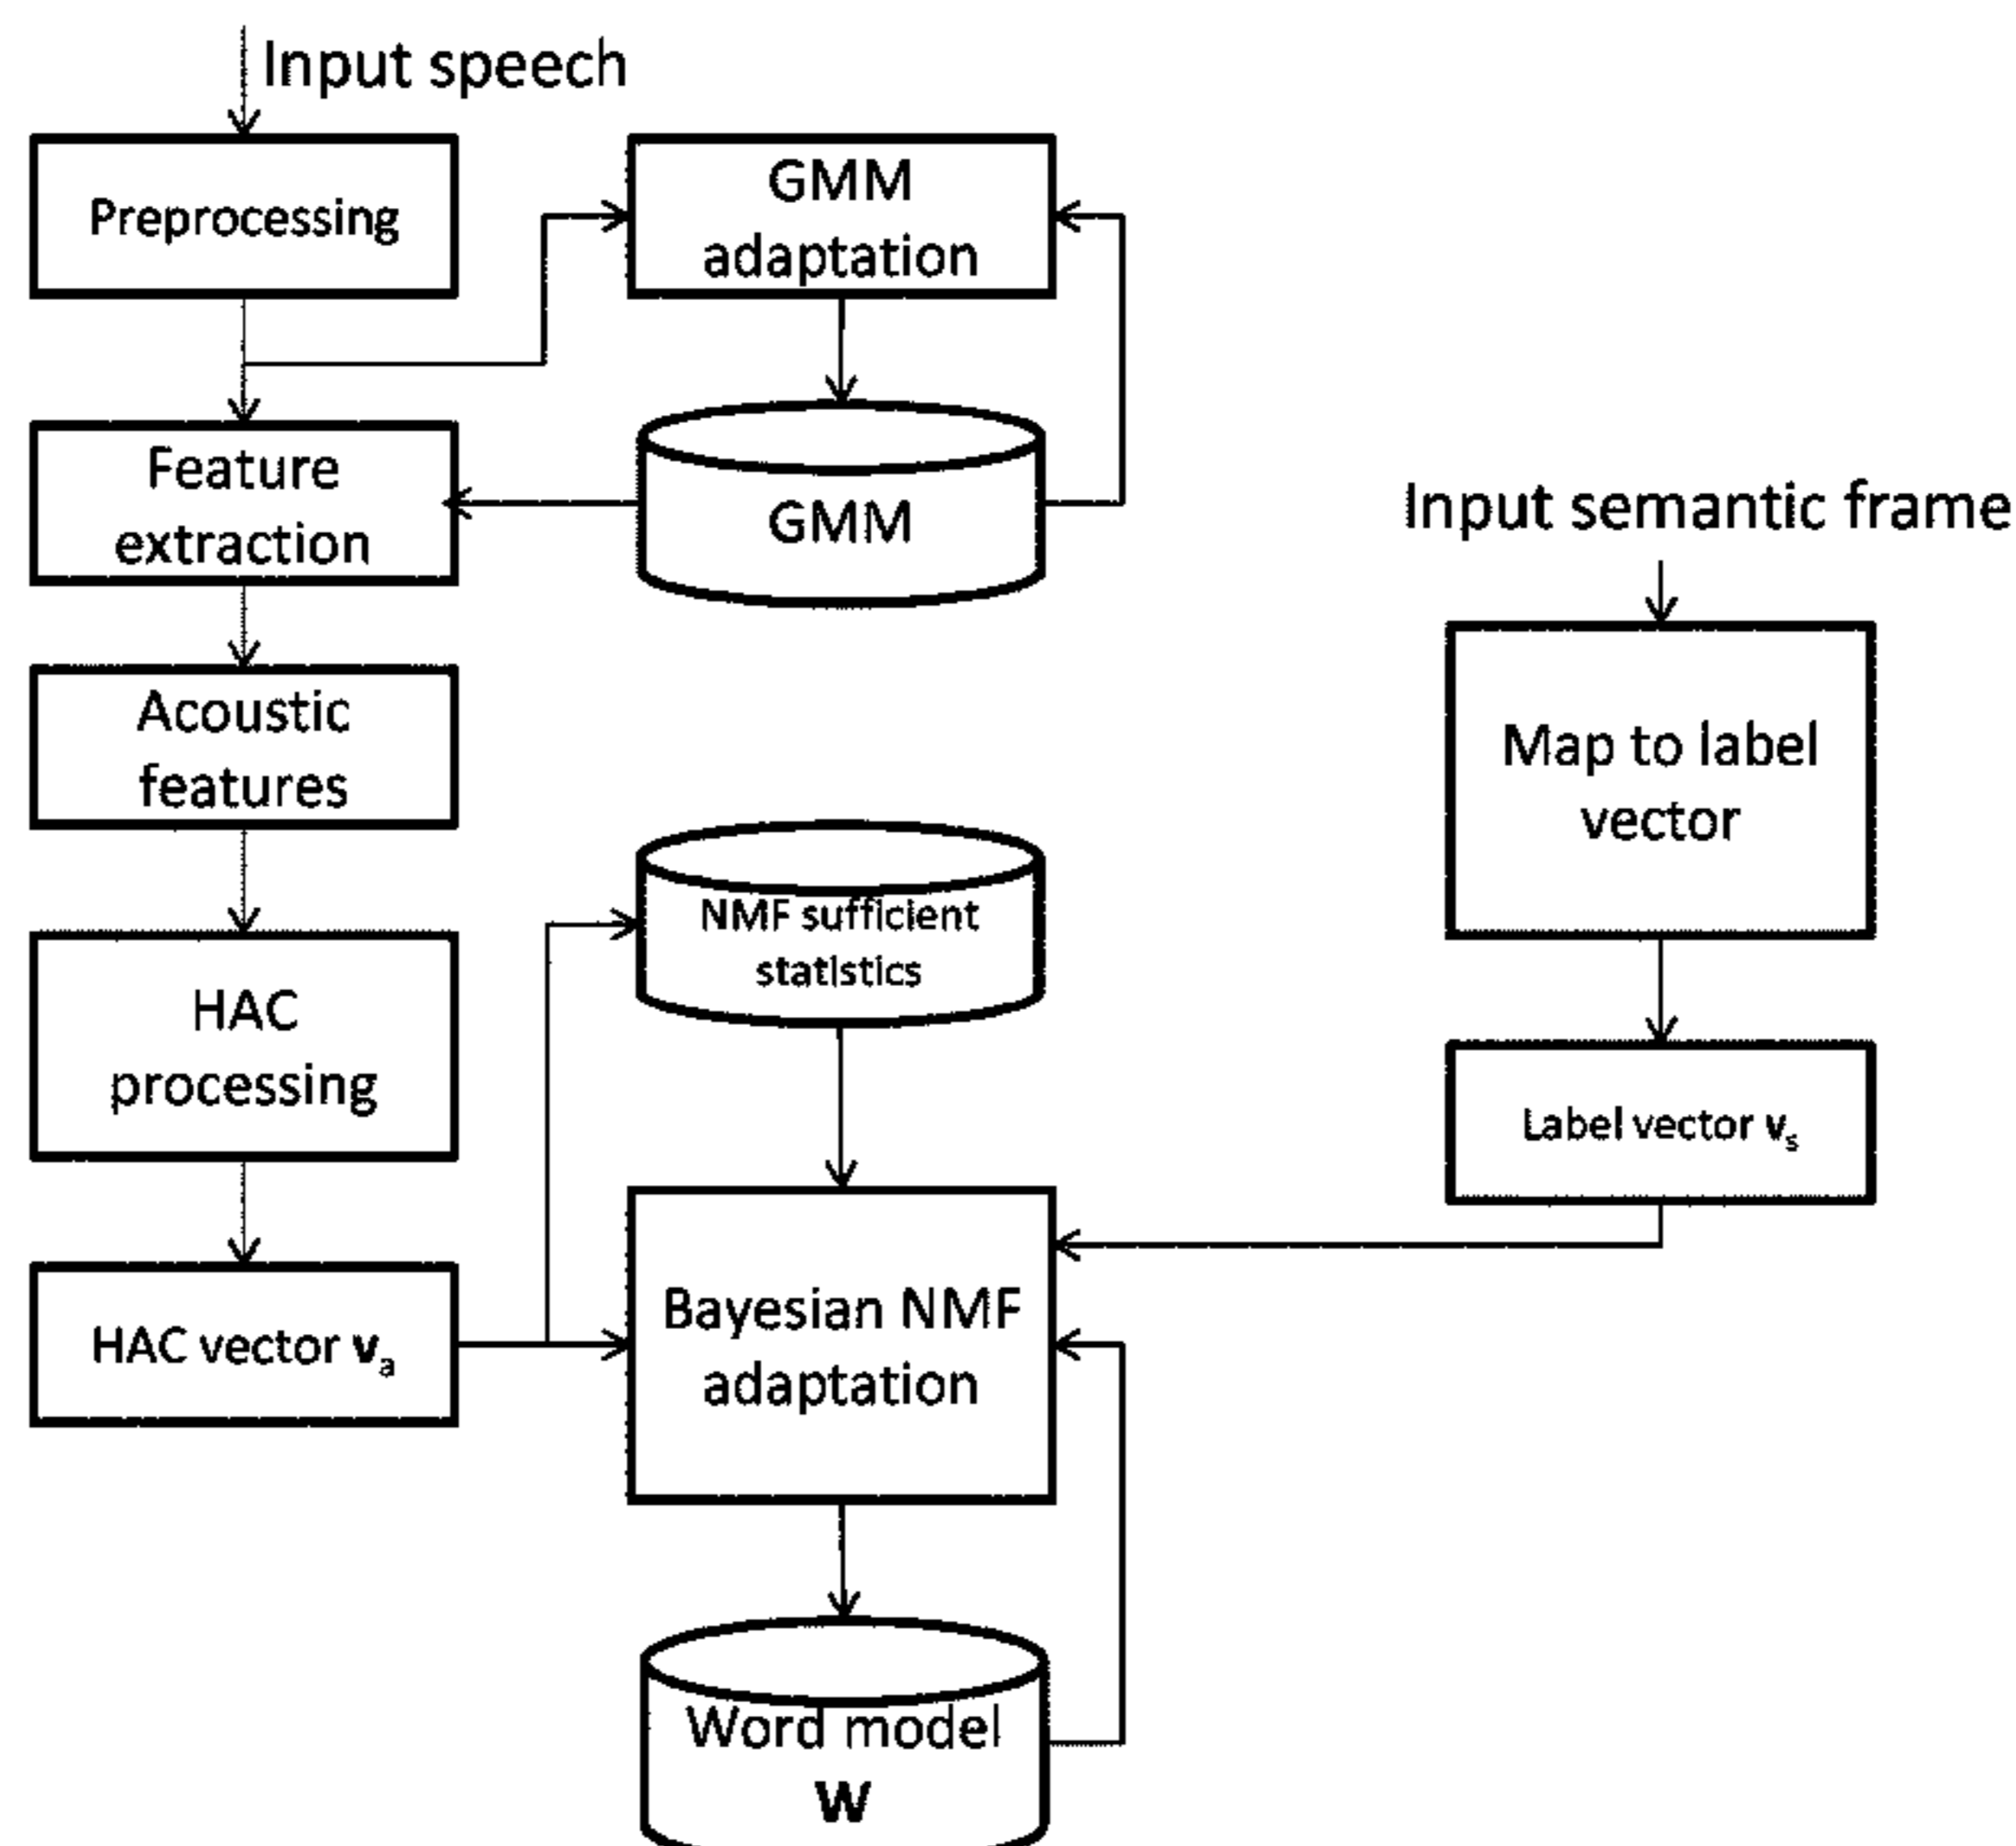 Input speech
Preprocessing
GMM
adaptation
Feature
extraction
GMM
Input semantic frame
Acoustic
features
Map to label
vector
NMF sufficient
statistics
HAC
processing
Label vector vs
HAC vector va
Bayesian NMF
adaptation
Word model
W